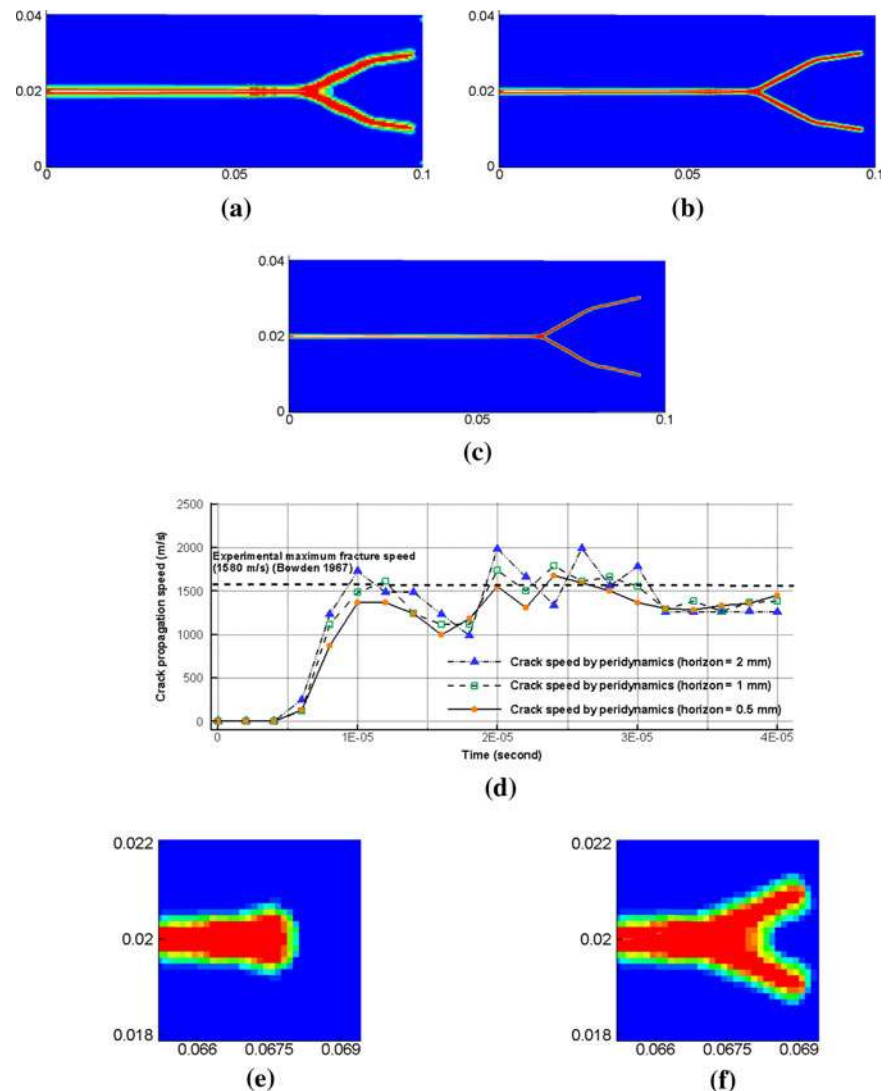 0.04
0.02
0
0.05
0.1
(a)
0.04
0.02
0
0.05
0.1
(b)
0.04
0.02
0
0
0.05
0.1
(c)
2500
2000
1500
1000
500
0
Crack propagation speed (m/s)
Experimental maximum fracture speed
(1580 m/s) (Bowden 1967)
Crack speed by peridynamics (horizon = 2 mm)
Crack speed by peridynamics (horizon = 1 mm)
Crack speed by peridynamics (horizon = 0.5 mm)
0
1E-05
2E-05
3E-05
4E-05
Time (second)
(d)
0.022
0.02
0.018
0.066
0.0675
0.069
(e)
0.022
0.02
0.018
0.066
0.0675
0.069
(f)